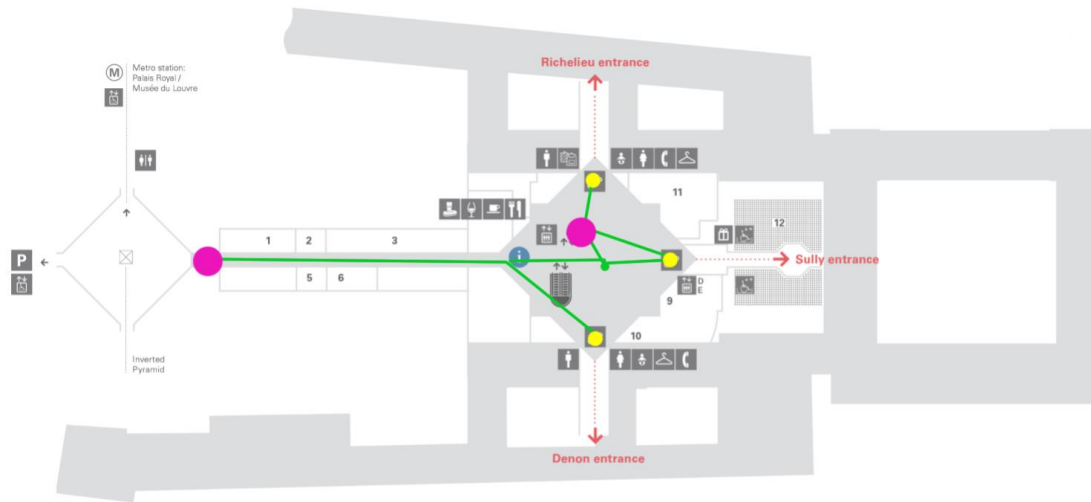 Richelieu entrance
M
Metro station:
Palais Royal /
Musée du Louvre
11
12
1
2
3
i
P
Sully entrance
5
6
D
E
9
10
Inverted
Pyramid
Denon entrance